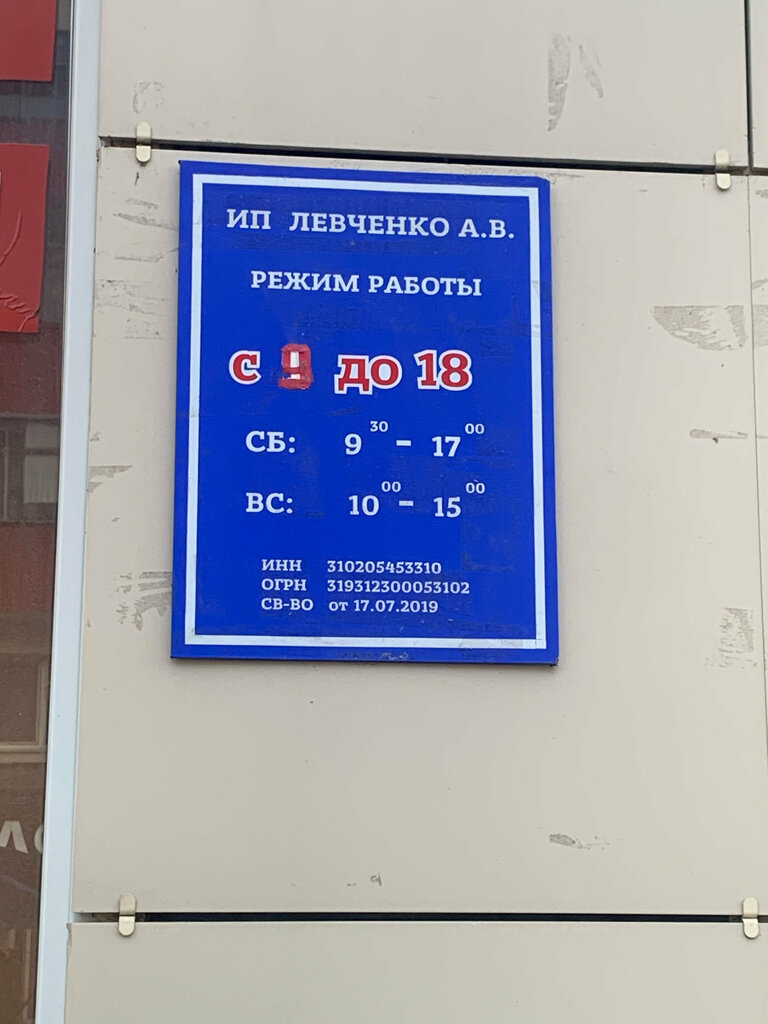 ИП ЛЕВЧЕНКО А.В.
РЕЖИМ РАБОТЫ
с 9 до 18
СБ: 9 30 - 17 00
ВС: 10 00 - 15 00
ИНН 310205453310
ОГРН 319312300053102
СВ-ВО от 17.07.2019